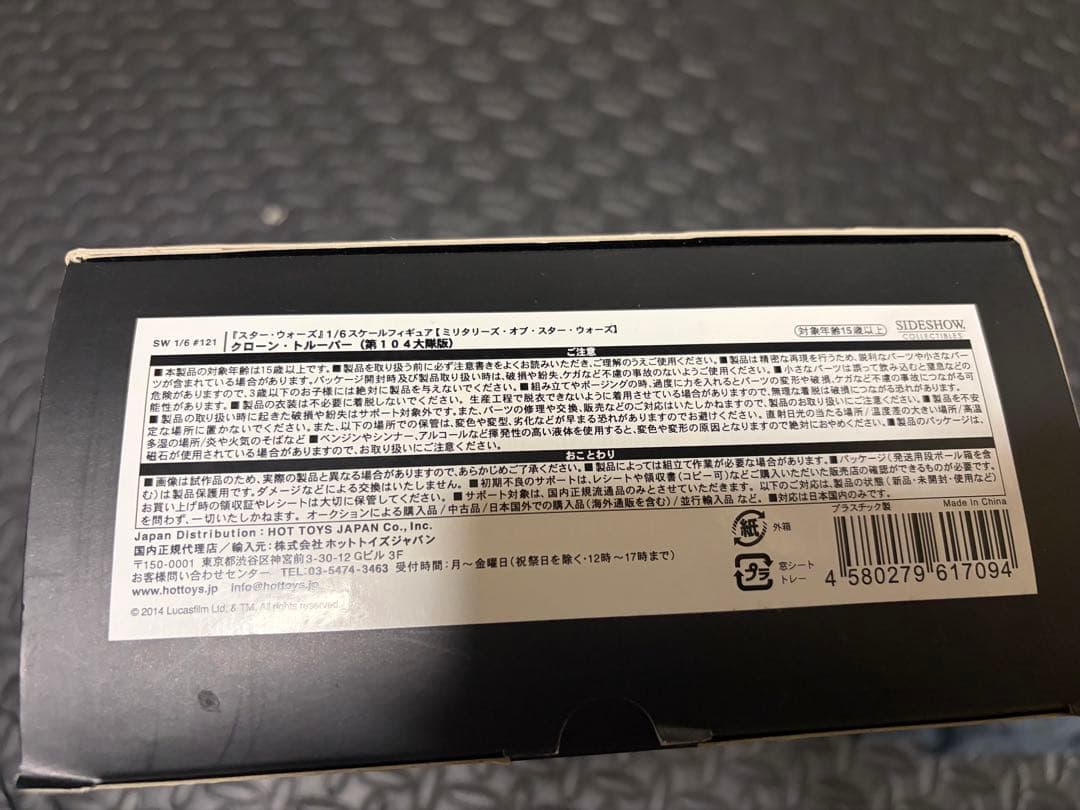 SW 1/6 #121
『スター・ウォーズ』1/6スケールフィギュア【ミリタリーズ・オブ・スター・ウォーズ】
クローン・トルーパー（第104大隊版）
対象年齢15歳以上
SIDESHOW
COLLECTIBLES
ご注意
■本製品の対象年齢は15歳以上です。■製品を取り扱う前に必ず注意書きをよくお読みいただき、ご理解のうえご使用ください。■製品は精密な再現を行うため、鋭利なパーツや小さなパー
ツが含まれている場合があります。パッケージ開封時及び製品取り扱い時は、破損や紛失、ケガなど不慮の事故のないようご使用ください。■小さなパーツは誤って飲み込むと窒息などの
危険がありますので、3歳以下のお子様には絶対に製品を与えないでください。■組み立てやポージングの時、過度に力を入れるとパーツの変形や破損、ケガなど不慮の事故につながる可
能性があります。■製品の衣装は不必要に着脱しないでください。生産工程で脱衣できないように着用させている場合がありますので、無理な着脱は破損につながる恐れがあります。
■製品の取り扱い時に起きた破損や紛失はサポート対象外です。また、パーツの修理や交換、販売などのご対応はいたしかねますので、製品のお取り扱いにご注意ください。■製品を不安
定な場所に置かないでください。また、以下の場所での保管は、変色や変型、劣化などが早まる恐れがありますのでお避けください。直射日光の当たる場所/温度差の大きい場所/高温
多湿の場所/炎や火気のそばなど ■ベンジンやシンナー、アルコールなど揮発性の高い液体を使用すると、変色や変形の原因となりますので絶対におやめください。■製品のパッケージは、
磁石が使用されている場合がありますので、お取り扱いにご注意ください。
おことわり
■画像は試作品のため、実際の製品と異なる場合がありますので、あらかじめご了承ください。■製品によっては組立て作業が必要な場合があります。■パッケージ（発送用段ボール箱を含
む）は製品保護用です。ダメージなどによる交換はいたしません。■初期不良のサポートは、レシートや領収書（コピー可）などご購入いただいた販売店の確認ができるものが必要です。
お買い上げ時の領収証やレシートは大切に保管してください。■サポート対象は、国内正規流通品のみとさせていただきます。以下のご対応は、製品の状態（新品・未開封・使用など）
を問わず、一切いたしかねます。オークションによる購入品/中古品/日本国外での購入品（海外通販を含む）/並行輸入品 など。■対応は日本国内のみです。
Japan Distribution : HOT TOYS JAPAN Co., Inc.
国内正規代理店／輸入元：株式会社 ホットトイズジャパン
〒150-0001 東京都渋谷区神宮前3-30-12 Gビル 3F
お客様問い合わせセンター TEL:03-5474-3463 受付時間：月～金曜日（祝祭日を除く・12時～17時まで）
www.hottoys.jp info@hottoys.jp
© 2014 Lucasfilm Ltd. & TM. All rights reserved.
紙
外箱
プラ
窓シート
トレー
プラスチック製
Made in China
4 580279 617094